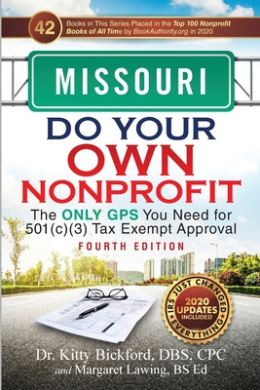 42
Books in This Series Placed in the Top 100 Nonprofit
Books of All Time by BookAuthority.org in 2020
MISSOURI
DO YOUR
OWN
NONPROFIT
The ONLY GPS You Need for
501(c)(3) Tax Exempt Approval
FOURTH EDITION
IRS JUST CHANGED
2020
UPDATES
INCLUDED
EVERYTHING
Dr. Kitty Bickford, DBS, CPC
and Margaret Lawing, BS Ed